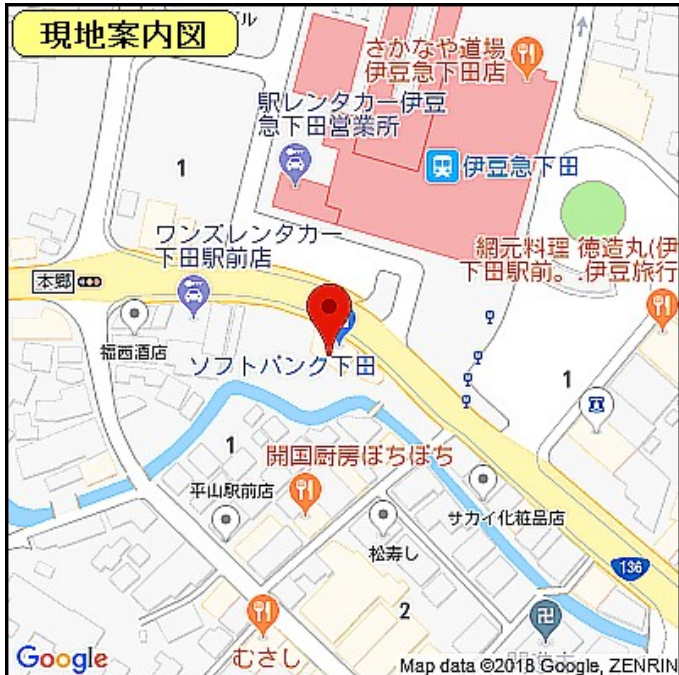 現地案内図
ル
さかなや道場
伊豆急下田店
駅レンタカー伊豆
急下田営業所
1
伊豆急下田
ワンズレンタカー
下田駅前店
網元料理 徳造丸(伊
下田駅前。.伊豆旅行
本郷
福西酒店
ソフトバンク下田
1
1
開国厨房ぽちぽち
平山駅前店
サカイ化粧品店
松寿し
136
2
むさし
Google
Map data ©2018 Google, ZENRIN